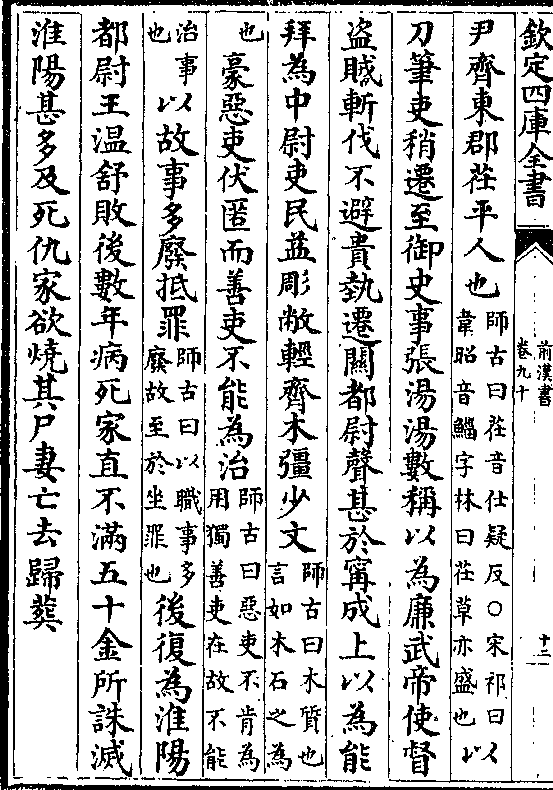 欽定四庫全書
前漢書
卷九十
十二
尹齊東郡茌平人也
師古曰茌音仕疑反○宋祁曰
韋昭音鯔字林曰茌草亦盛也
以
刀筆吏稍遷至御史事張湯湯數稱以為廉武帝使督
盜賊斬伐不避貴埶遷關都尉聲甚於寗成上以為能
拜為中尉吏民益彫敝輕齊木彊少文
師古曰木質也
言如木石之為
也
豪惡吏伏匿而善吏不能為治
師古曰惡吏不肯為
用獨善吏在故不能
治事
也
以故事多廢抵罪
師古曰以職事多
廢故至於坐罪也
後復為淮陽
都尉王温舒敗後數年病死家直不滿五十金所誅滅
淮陽甚多及死仇家欲燒其尸妻亡去歸葬